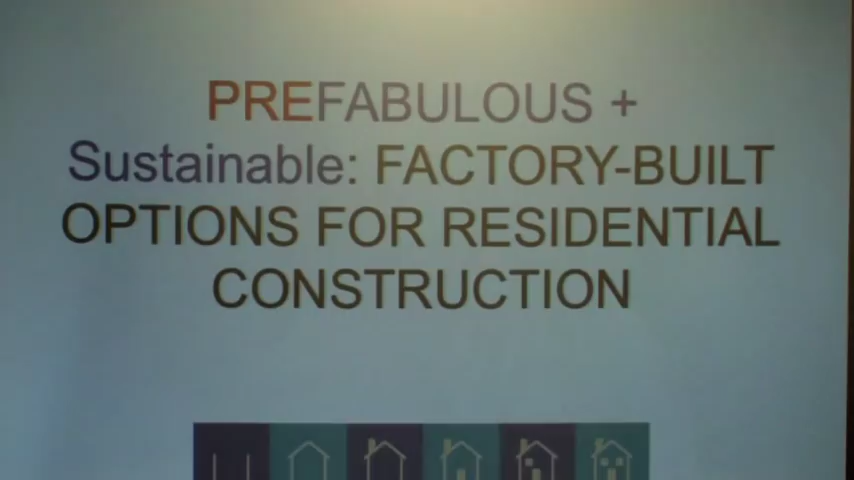 PREFABULOUS +
Sustainable: FACTORY-BUILT
OPTIONS FOR RESIDENTIAL
CONSTRUCTION